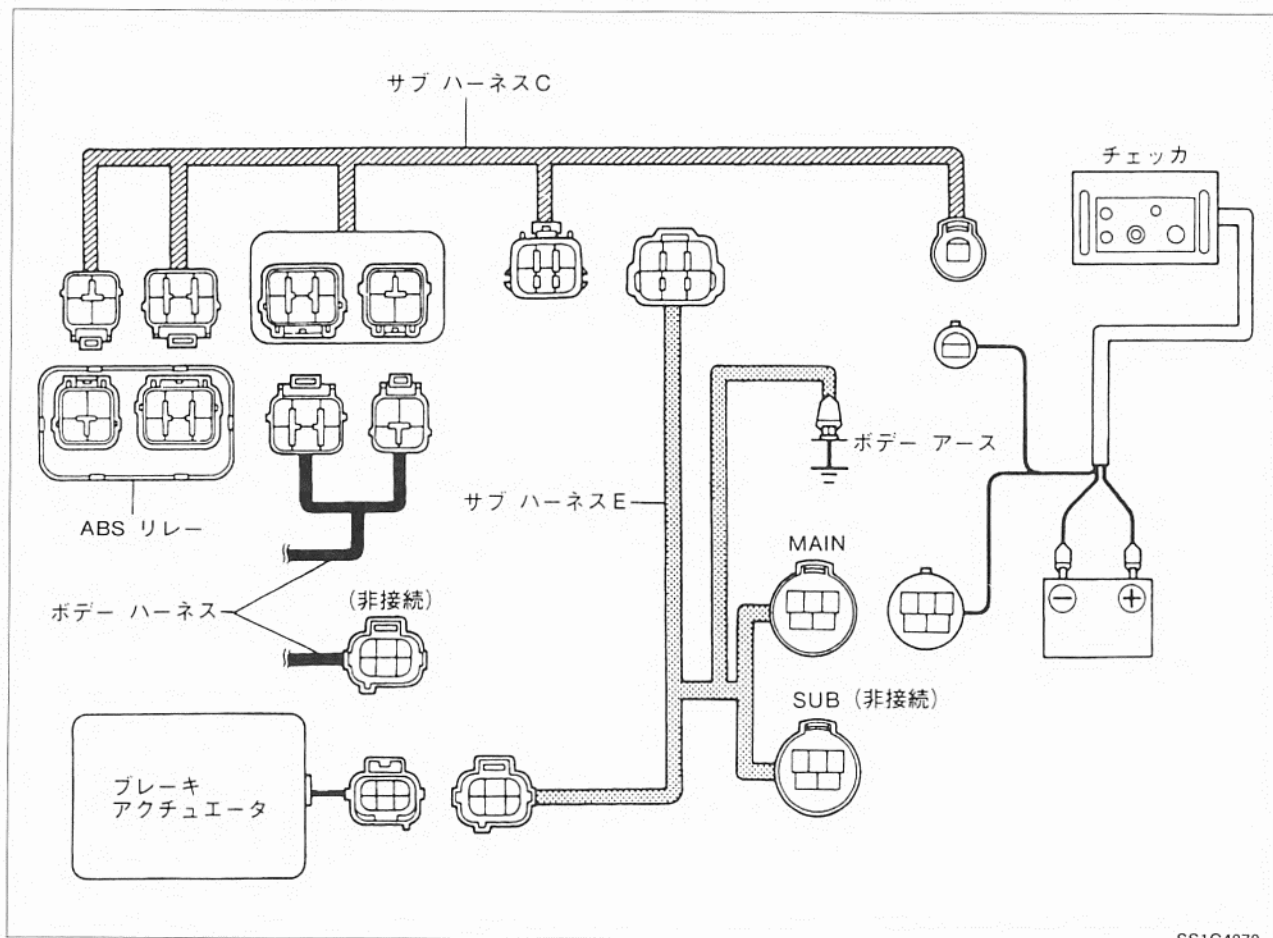 サブ ハーネスC
チェッカ
ボデー アース
サブ ハーネスE
ABS リレー
MAIN
ボデー ハーネス
(非接続)
SUB (非接続)
ブレーキ
アクチュエータ